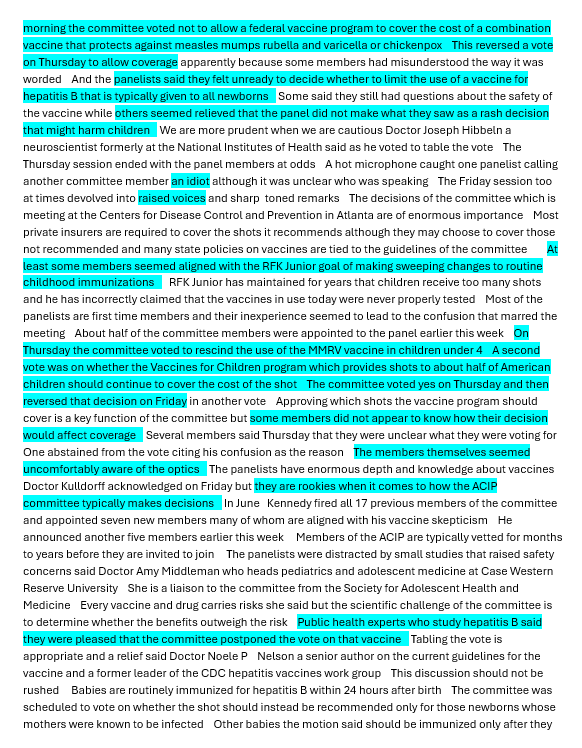 morning the committee voted not to allow a federal vaccine program to cover the cost of a combination
vaccine that protects against measles mumps rubella and varicella or chickenpox This reversed a vote
on Thursday to allow coverage apparently because some members had misunderstood the way it was
worded And the panelists said they felt unready to decide whether to limit the use of a vaccine for
hepatitis B that is typically given to all newborns Some said they still had questions about the safety of
the vaccine while others seemed relieved that the panel did not make what they saw as a rash decision
that might harm children We are more prudent when we are cautious Doctor Joseph Hibbeln a
neuroscientist formerly at the National Institutes of Health said as he voted to table the vote The
Thursday session ended with the panel members at odds A hot microphone caught one panelist calling
another committee member an idiot although it was unclear who was speaking The Friday session too
at times devolved into raised voices and sharp toned remarks The decisions of the committee which is
meeting at the Centers for Disease Control and Prevention in Atlanta are of enormous importance Most
private insurers are required to cover the shots it recommends although they may choose to cover those
not recommended and many state policies on vaccines are tied to the guidelines of the committee At
least some members seemed aligned with the RFK Junior goal of making sweeping changes to routine
childhood immunizations RFK Junior has maintained for years that children receive too many shots
and he has incorrectly claimed that the vaccines in use today were never properly tested Most of the
panelists are first time members and their inexperience seemed to lead to the confusion that marred the
meeting About half of the committee members were appointed to the panel earlier this week On
Thursday the committee voted to rescind the use of the MMRV vaccine in children under 4 A second
vote was on whether the Vaccines for Children program which provides shots to about half of American
children should continue to cover the cost of the shot The committee voted yes on Thursday and then
reversed that decision on Friday in another vote Approving which shots the vaccine program should
cover is a key function of the committee but some members did not appear to know how their decision
would affect coverage Several members said Thursday that they were unclear what they were voting for
One abstained from the vote citing his confusion as the reason The members themselves seemed
uncomfortably aware of the optics The panelists have enormous depth and knowledge about vaccines
Doctor Kulldorff acknowledged on Friday but they are rookies when it comes to how the ACIP
committee typically makes decisions In June Kennedy fired all 17 previous members of the committee
and appointed seven new members many of whom are aligned with his vaccine skepticism He
announced another five members earlier this week Members of the ACIP are typically vetted for months
to years before they are invited to join The panelists were distracted by small studies that raised safety
concerns said Doctor Amy Middleman who heads pediatrics and adolescent medicine at Case Western
Reserve University She is a liaison to the committee from the Society for Adolescent Health and
Medicine Every vaccine and drug carries risks she said but the scientific challenge of the committee is
to determine whether the benefits outweigh the risk Public health experts who study hepatitis B said
they were pleased that the committee postponed the vote on that vaccine Tabling the vote is
appropriate and a relief said Doctor Noele P Nelson a senior author on the current guidelines for the
vaccine and a former leader of the CDC hepatitis vaccines work group This discussion should not be
rushed Babies are routinely immunized for hepatitis B within 24 hours after birth The committee was
scheduled to vote on whether the shot should instead be recommended only for those newborns whose
mothers were known to be infected Other babies the motion said should be immunized only after they